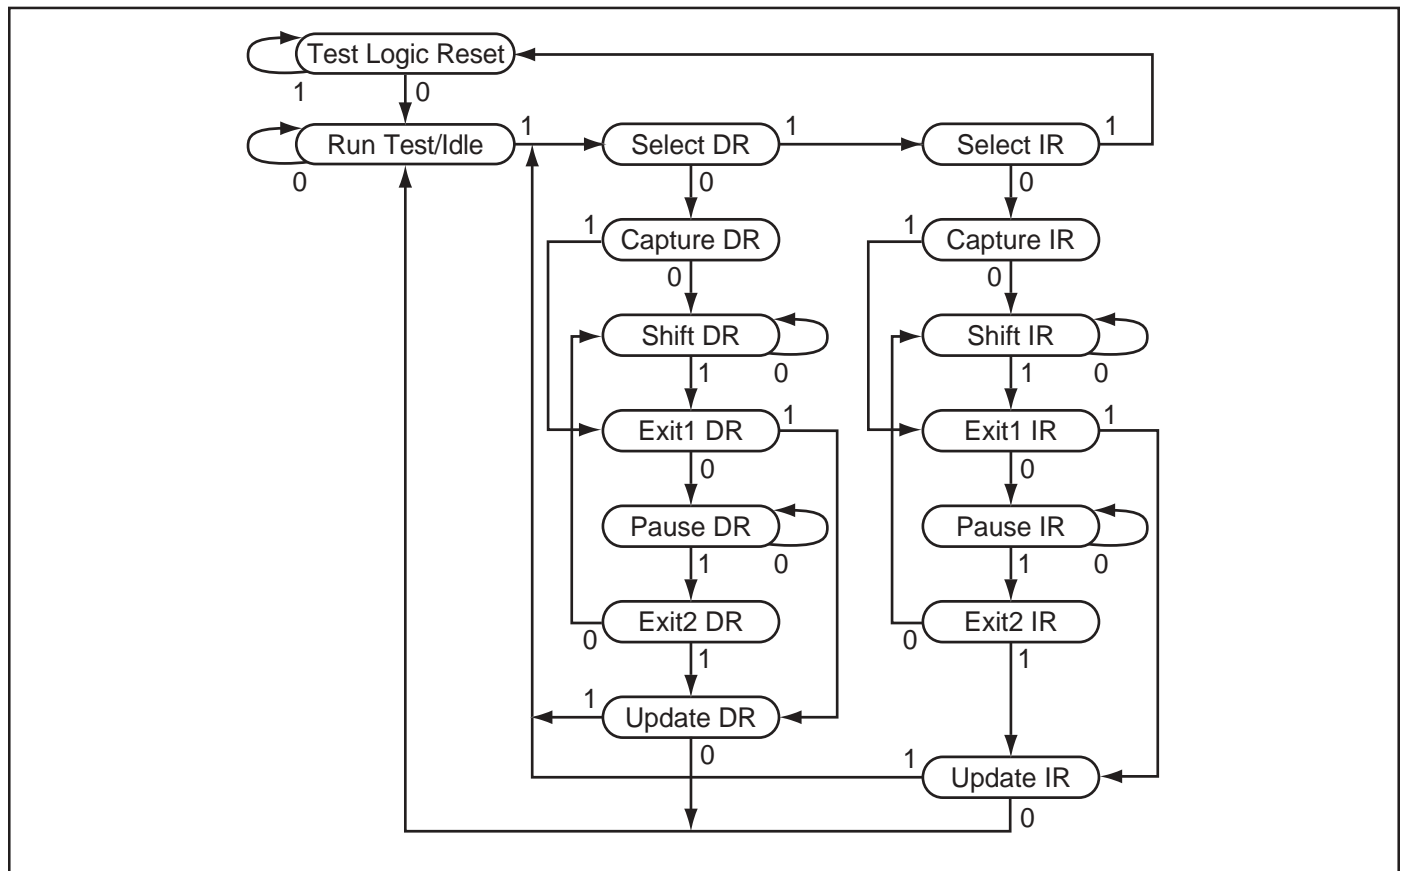 Test Logic Reset
1 0
Run Test/Idle 1 Select DR 1 Select IR 1
0 0 0
1 Capture DR 1 Capture IR
0 0
Shift DR Shift IR
1 0 1 0
Exit1 DR 1 Exit1 IR 1
0 0
Pause DR Pause IR
1 0 1 0
Exit2 DR Exit2 IR
0 1 0 1
1 Update DR
0 1 Update IR
0